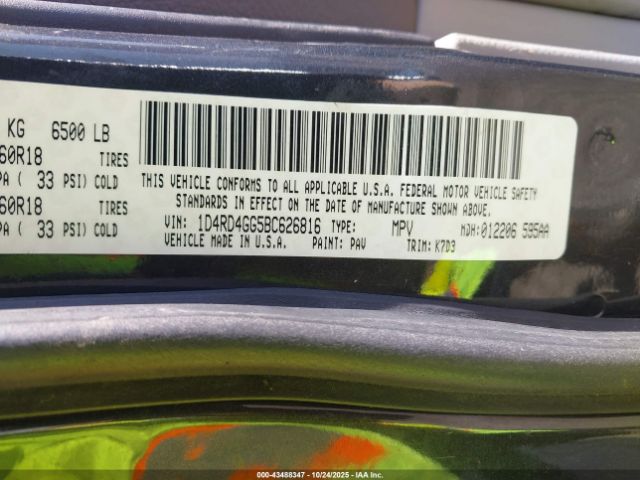 KG 6500 LB
60R18 TIRES
PA ( 33 PSI) COLD
60R18 TIRES
PA ( 33 PSI) COLD
THIS VEHICLE CONFORMS TO ALL APPLICABLE U.S.A. FEDERAL MOTOR VEHICLE SAFETY
STANDARDS IN EFFECT ON THE DATE OF MANUFACTURE SHOWN ABOVE.
VIN: 1D4RD4GG5BC626816 TYPE: MPV MDH:012206 595AA
VEHICLE MADE IN U.S.A. PAINT: PAV TRIM: K7D3
000-43488347 - 10/24/2025 - IAA Inc.